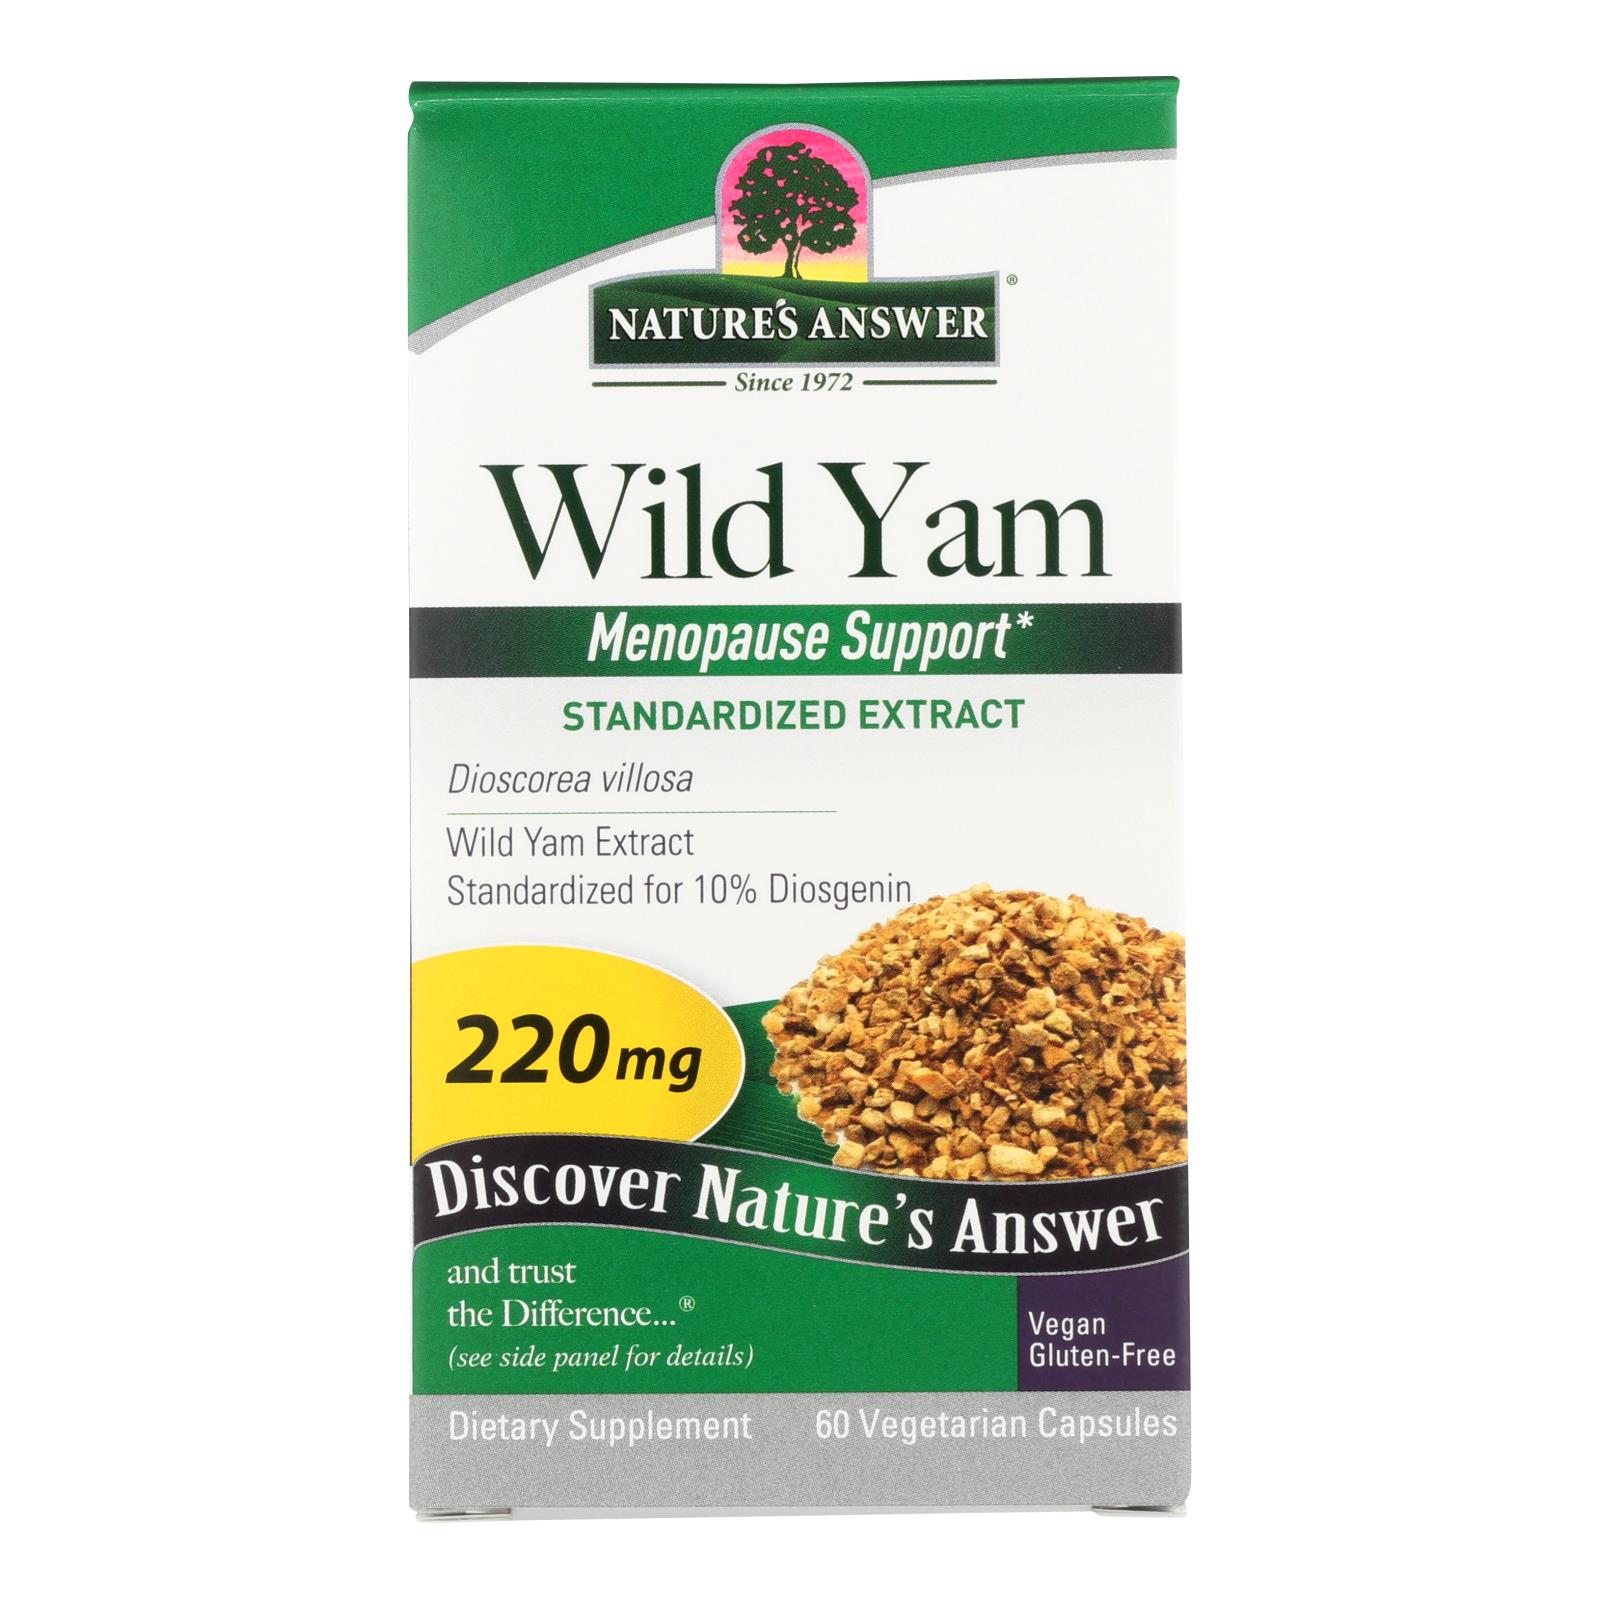 NATURE'S ANSWER®
Since 1972
Wild Yam
Menopause Support*
STANDARDIZED EXTRACT
Dioscorea villosa
Wild Yam Extract
Standardized for 10% Diosgenin
220 mg
Discover Nature's Answer
and trust
the Difference...®
(see side panel for details)
Vegan
Gluten-Free
Dietary Supplement
60 Vegetarian Capsules